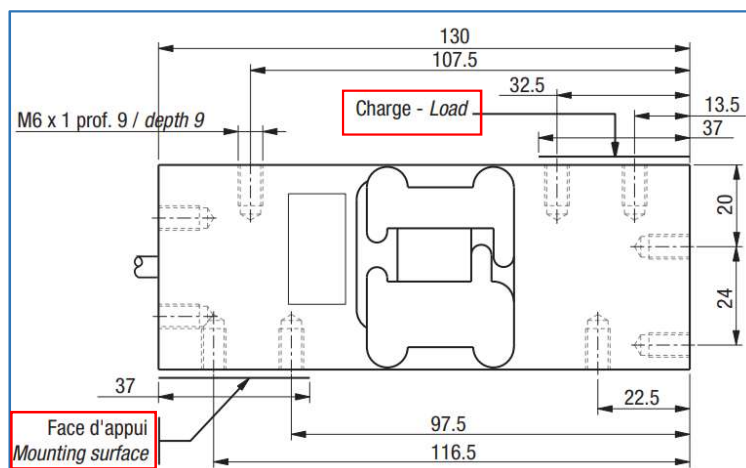 130
107.5
32.5
Charge - Load
13.5
M6 x 1 prof. 9 / depth 9
37
20
24
37
22.5
Face d'appui
97.5
Mounting surface
116.5